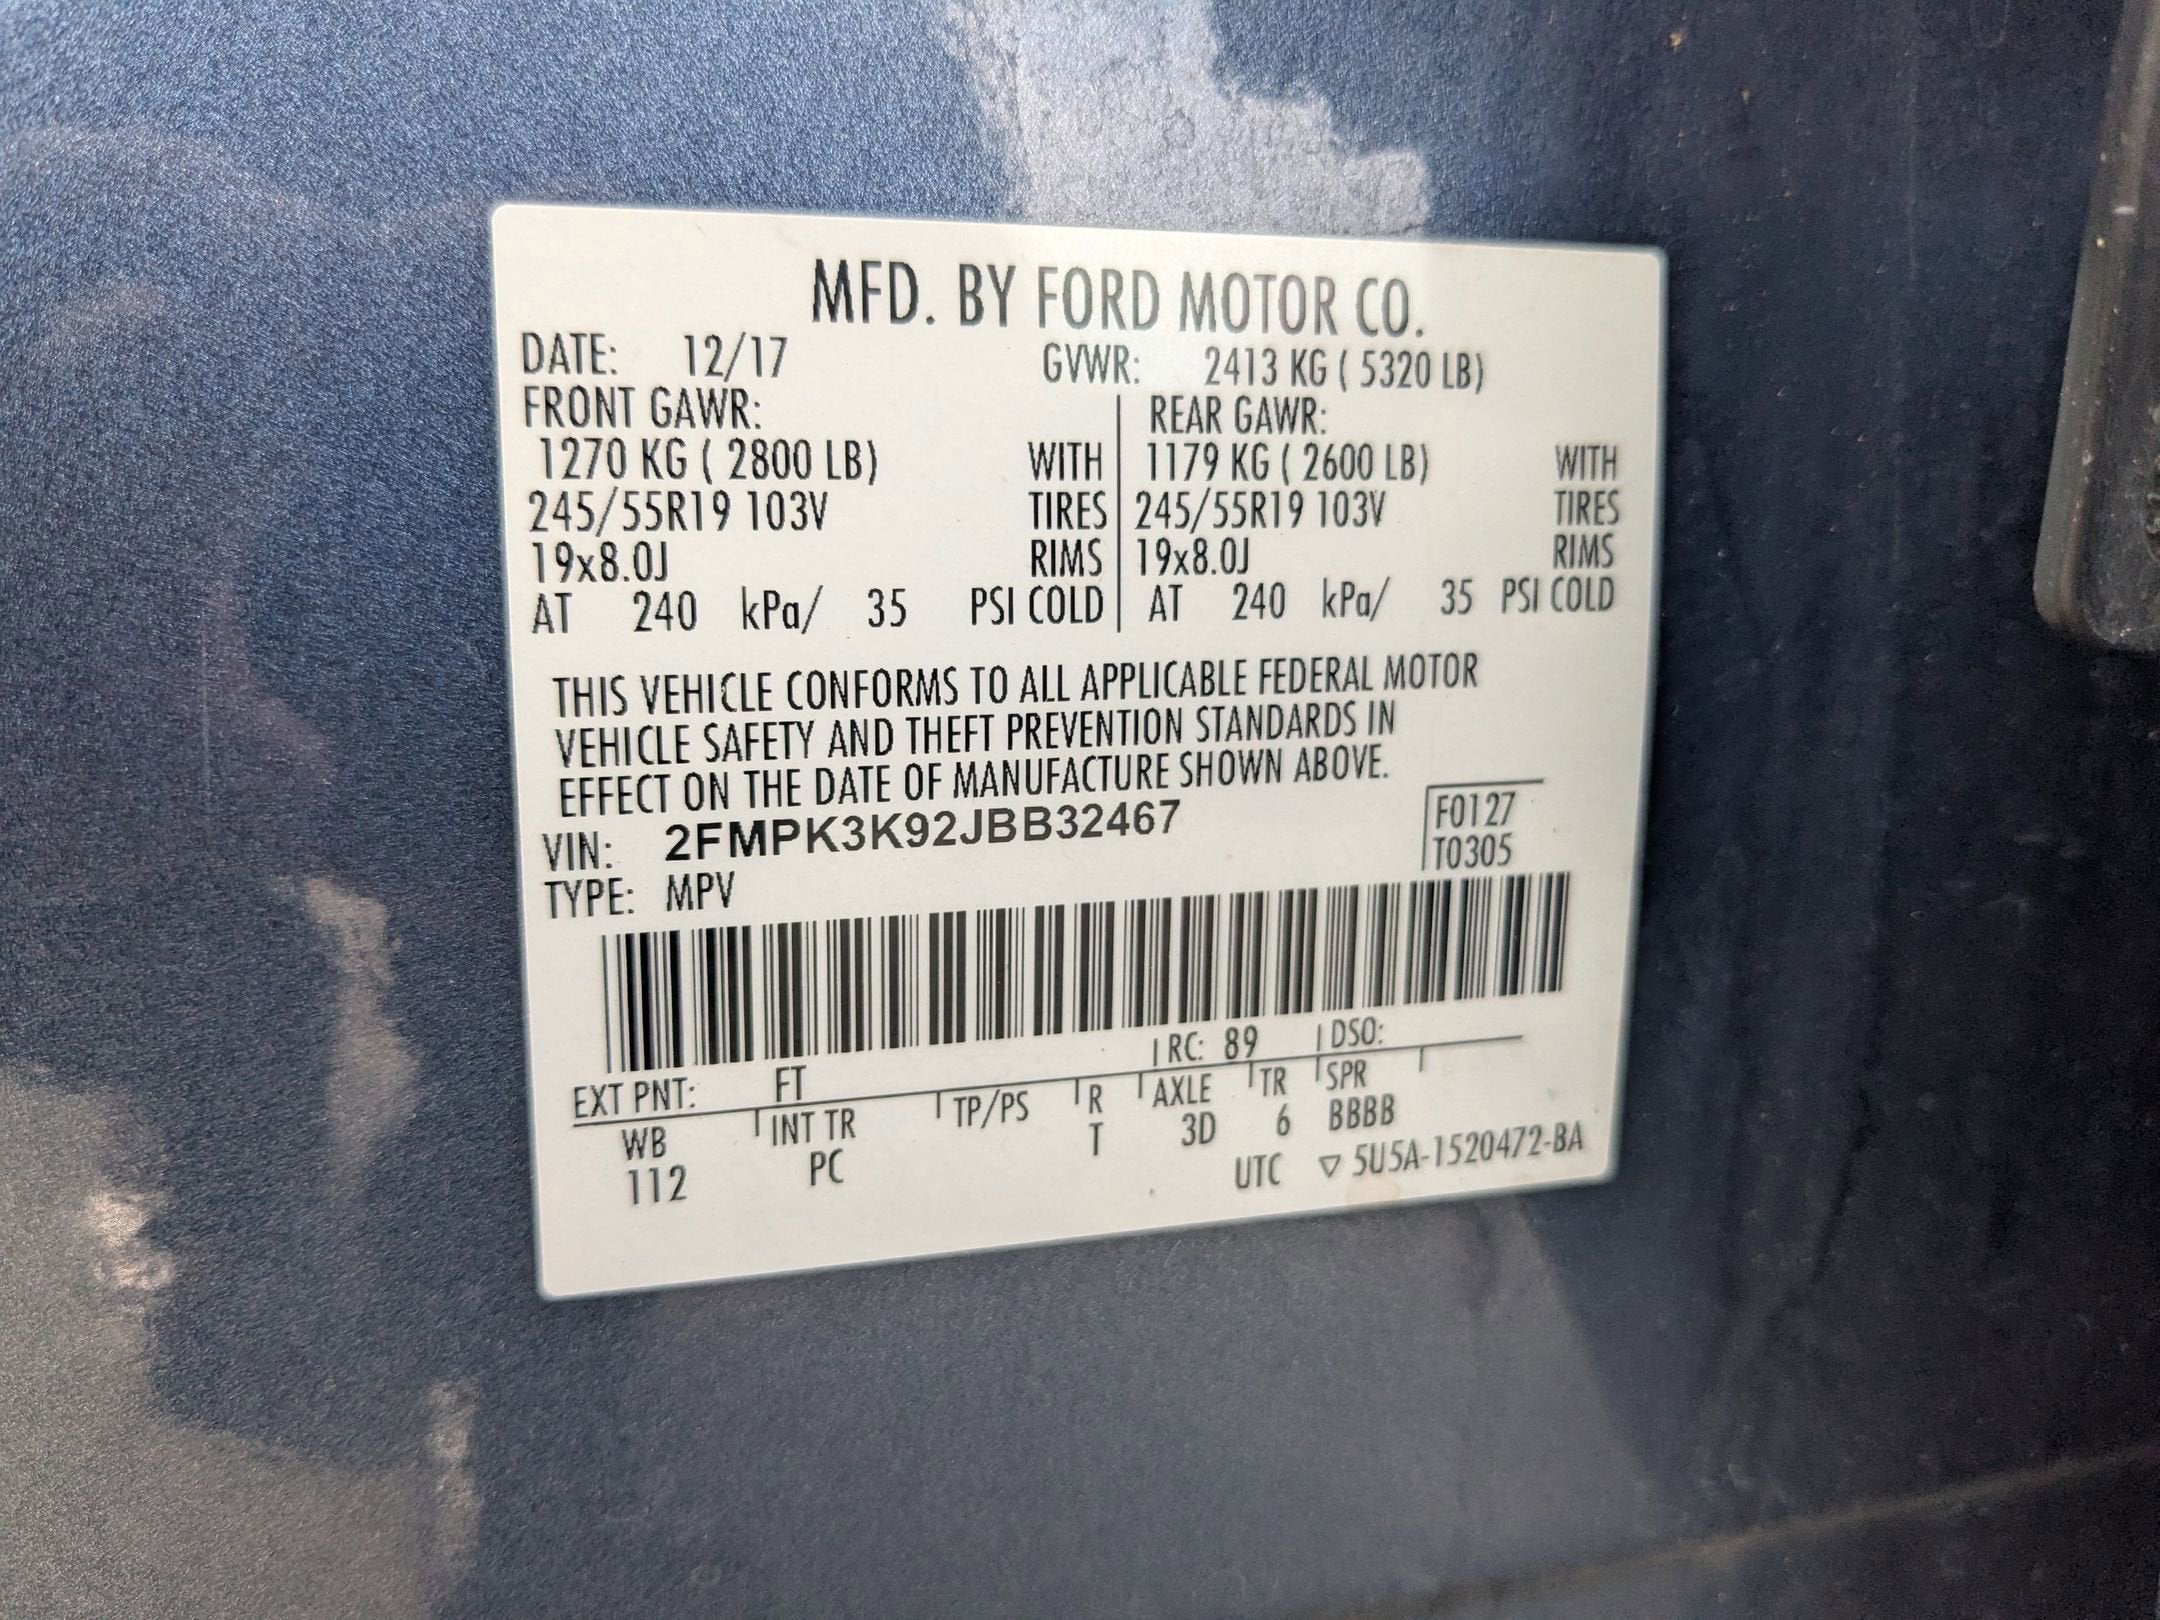 MFD. BY FORD MOTOR CO.
DATE: 12/17 GVWR: 2413 KG ( 5320 LB)
FRONT GAWR: REAR GAWR:
1270 KG ( 2800 LB) WITH 1179 KG ( 2600 LB) WITH
245/55R19 103V TIRES 245/55R19 103V TIRES
19x8.0J RIMS 19x8.0J RIMS
AT 240 kPa/ 35 PSI COLD AT 240 kPa/ 35 PSI COLD
THIS VEHICLE CONFORMS TO ALL APPLICABLE FEDERAL MOTOR
VEHICLE SAFETY AND THEFT PREVENTION STANDARDS IN
EFFECT ON THE DATE OF MANUFACTURE SHOWN ABOVE.
VIN: 2FMPK3K92JBB32467 F0127
T0305
TYPE: MPV
RC: 89 DSO:
EXT PNT: FT
WB INT TR TP/PS R AXLE TR SPR
112 PC T 3D 6 BBBB
UTC ▽ 5U5A-1520472-BA